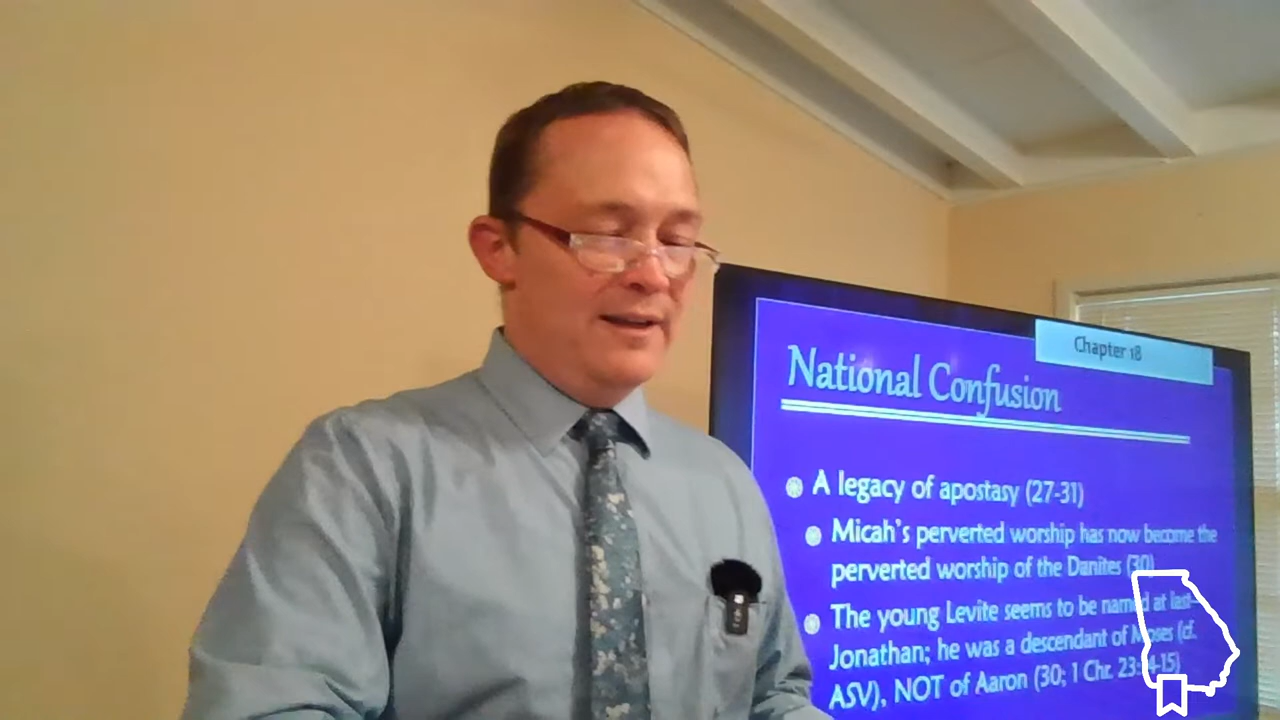 Chapter 18
National Confusion
A legacy of apostasy (27-31)
Micah's perverted worship has now become the
perverted worship of the Danites (30)
The young Levite seems to be named at last—
Jonathan; he was a descendant of Moses (cf.
ASV), NOT of Aaron (30; 1 Chr. 23:14-15)